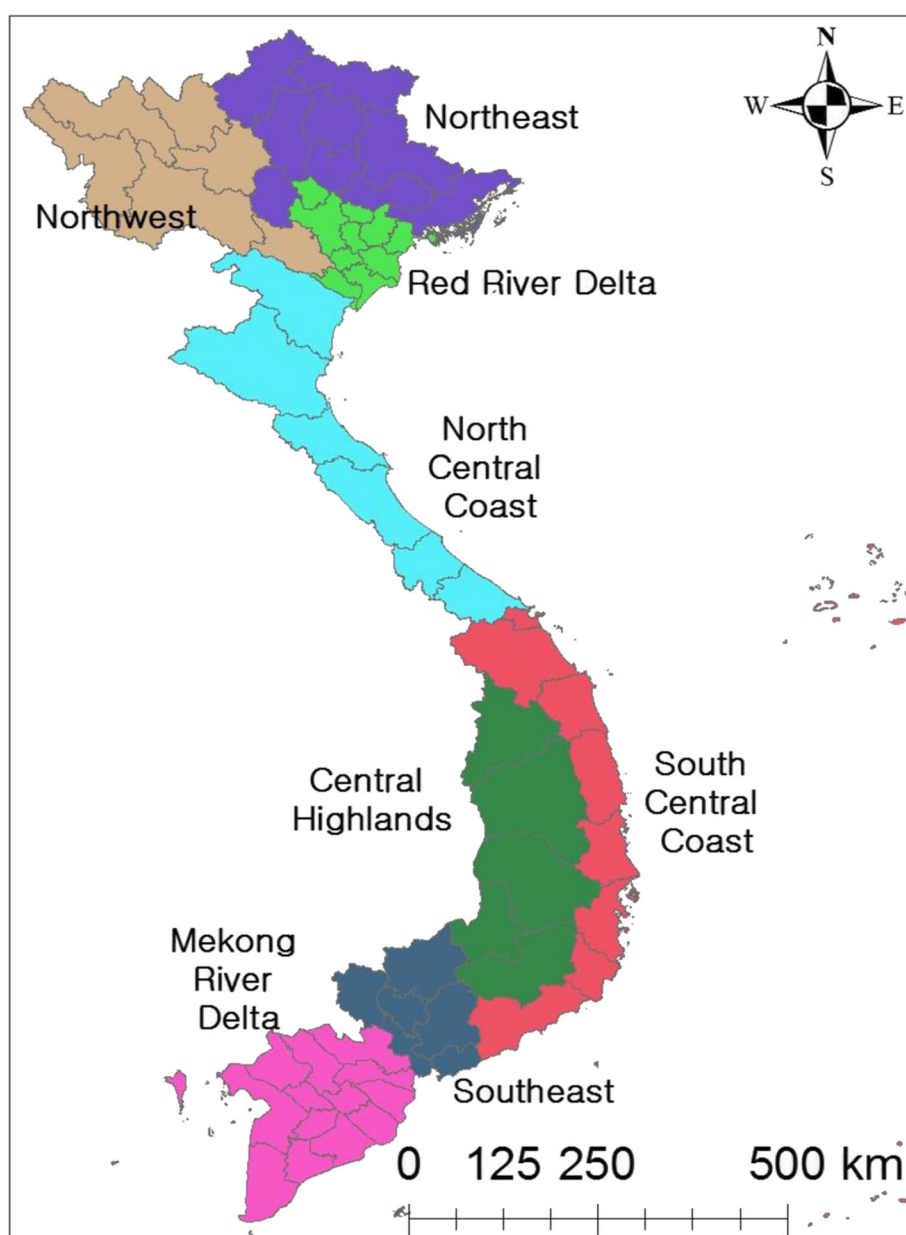 N
W E
S
Northeast
Northwest
Red River Delta
North
Central
Coast
Central
Highlands
South
Central
Coast
Mekong
River
Delta
Southeast
0 125 250 500 km